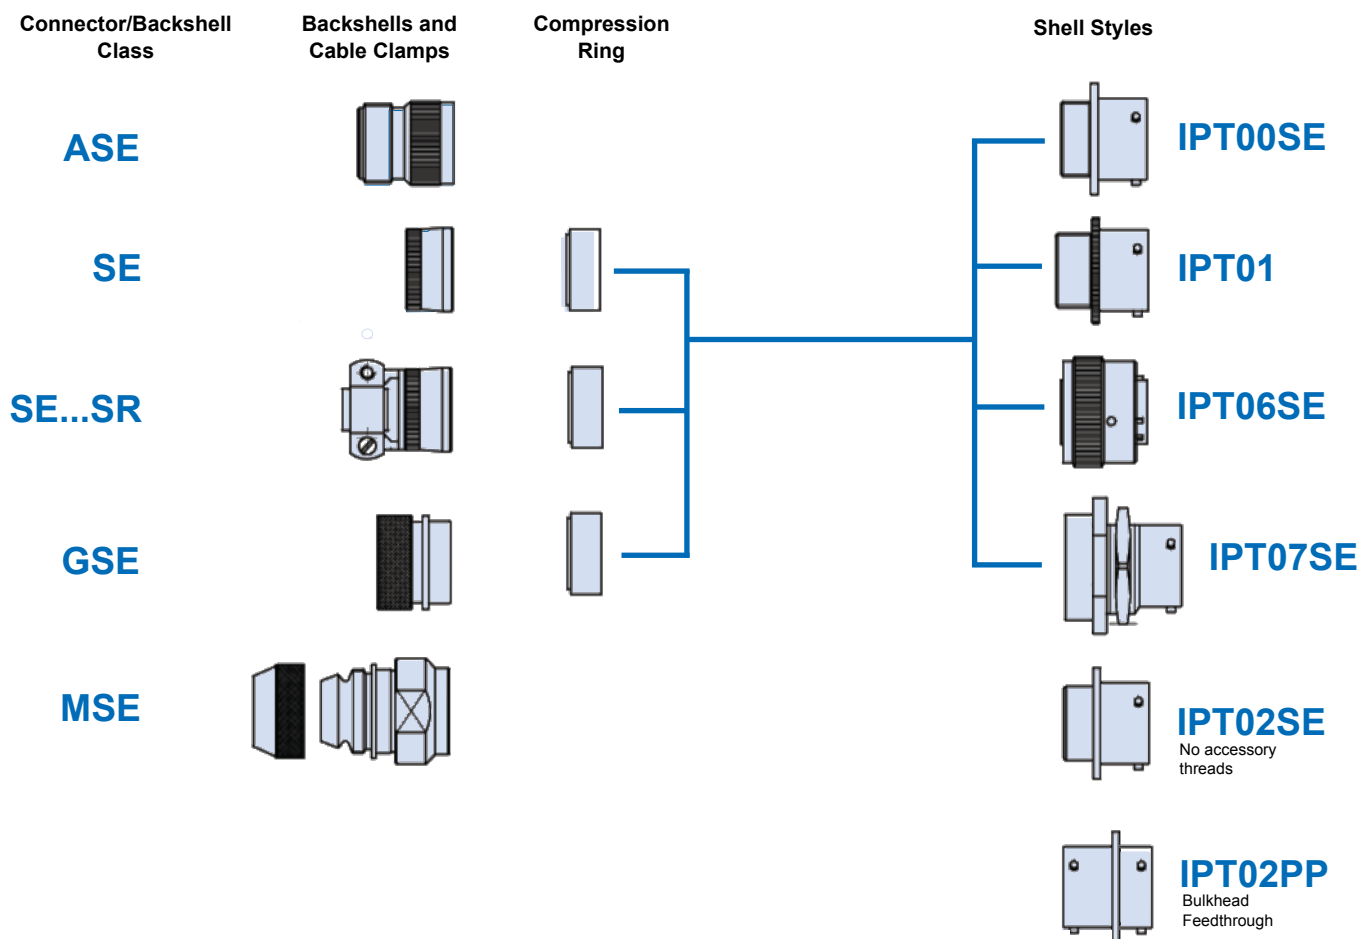 Connector/Backshell
Class
Backshells and
Cable Clamps
Compression
Ring
Shell Styles
ASE
SE
SE...SR
GSE
MSE
IPT00SE
IPT01
IPT06SE
IPT07SE
IPT02SE
No accessory
threads
IPT02PP
Bulkhead
Feedthrough